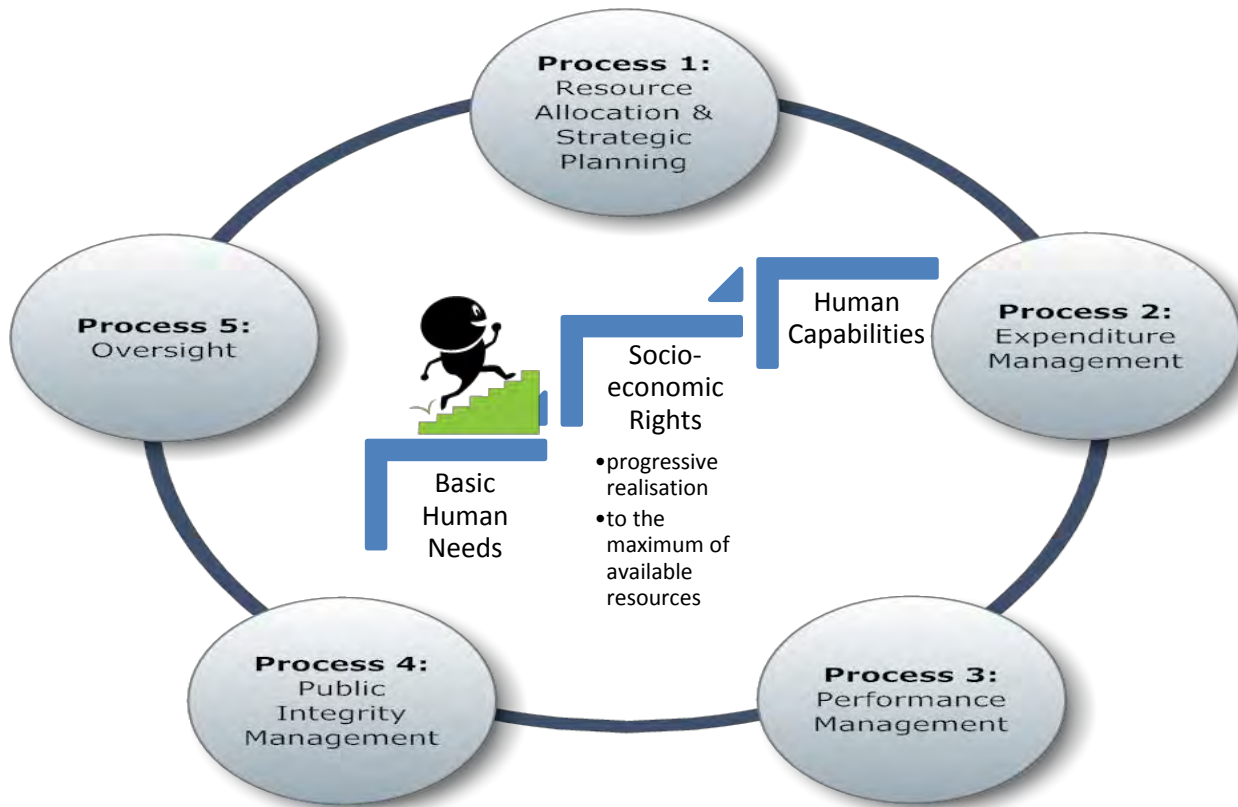 Process 1:
Resource
Allocation &
Strategic
Planning
Process 2:
Expenditure
Management
Process 3:
Performance
Management
Process 4:
Public
Integrity
Management
Process 5:
Oversight
Basic
Human
Needs
Socio-
economic
Rights
•progressive
realisation
•to the
maximum of
available
resources
Human
Capabilities